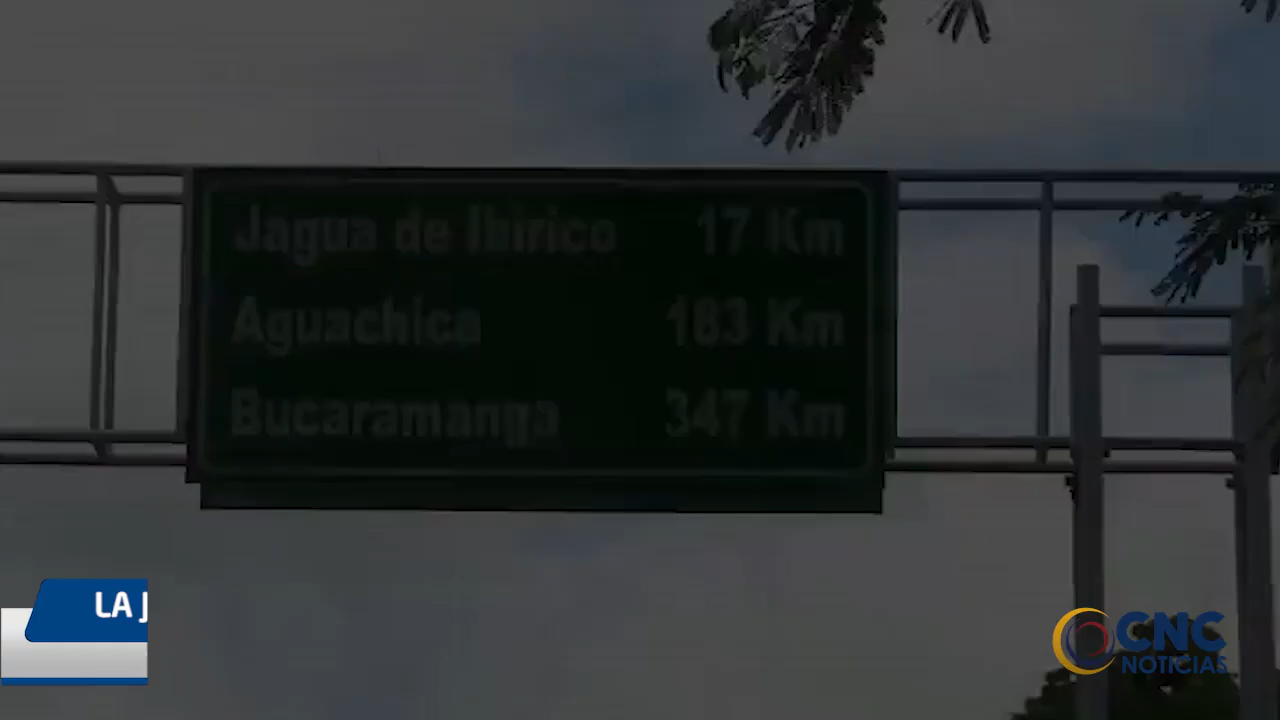 Jagua de Ibirico 17 Km
Aguachica 183 Km
Bucaramanga 347 Km
LA J
CNC
NOTICIAS